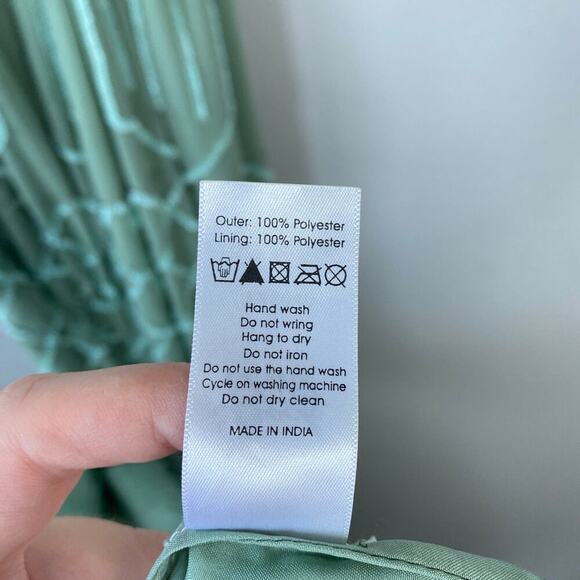 Outer: 100% Polyester
Lining: 100% Polyester
Hand wash
Do not wring
Hang to dry
Do not iron
Do not use the hand wash
Cycle on washing machine
Do not dry clean
MADE IN INDIA